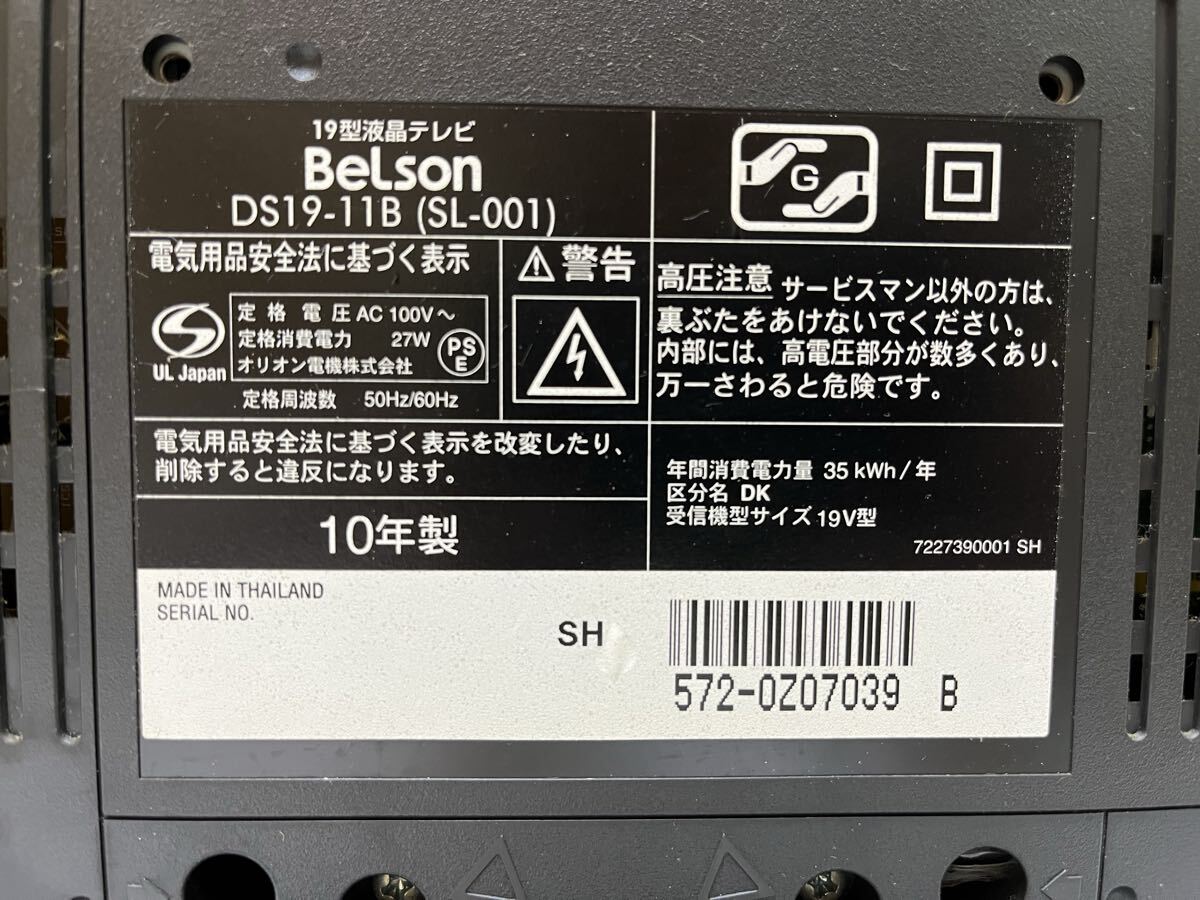 19型液晶テレビ
BeLson
DS19-11B (SL-001)
G
電気用品安全法に基づく表示
UL Japan
定格電圧 AC 100V～
定格消費電力 27W
オリオン電機株式会社
PS
E
定格周波数 50Hz/60Hz
警告
高圧注意 サービスマン以外の方は、
裏ぶたをあけないでください。
内部には、高電圧部分が数多くあり、
万一さわると危険です。
電気用品安全法に基づく表示を改変したり、
削除すると違反になります。
10年製
年間消費電力量 35 kWh/年
区分名 DK
受信機型サイズ 19V型
7227390001 SH
MADE IN THAILAND
SERIAL NO.
SH
572-0Z07039 B